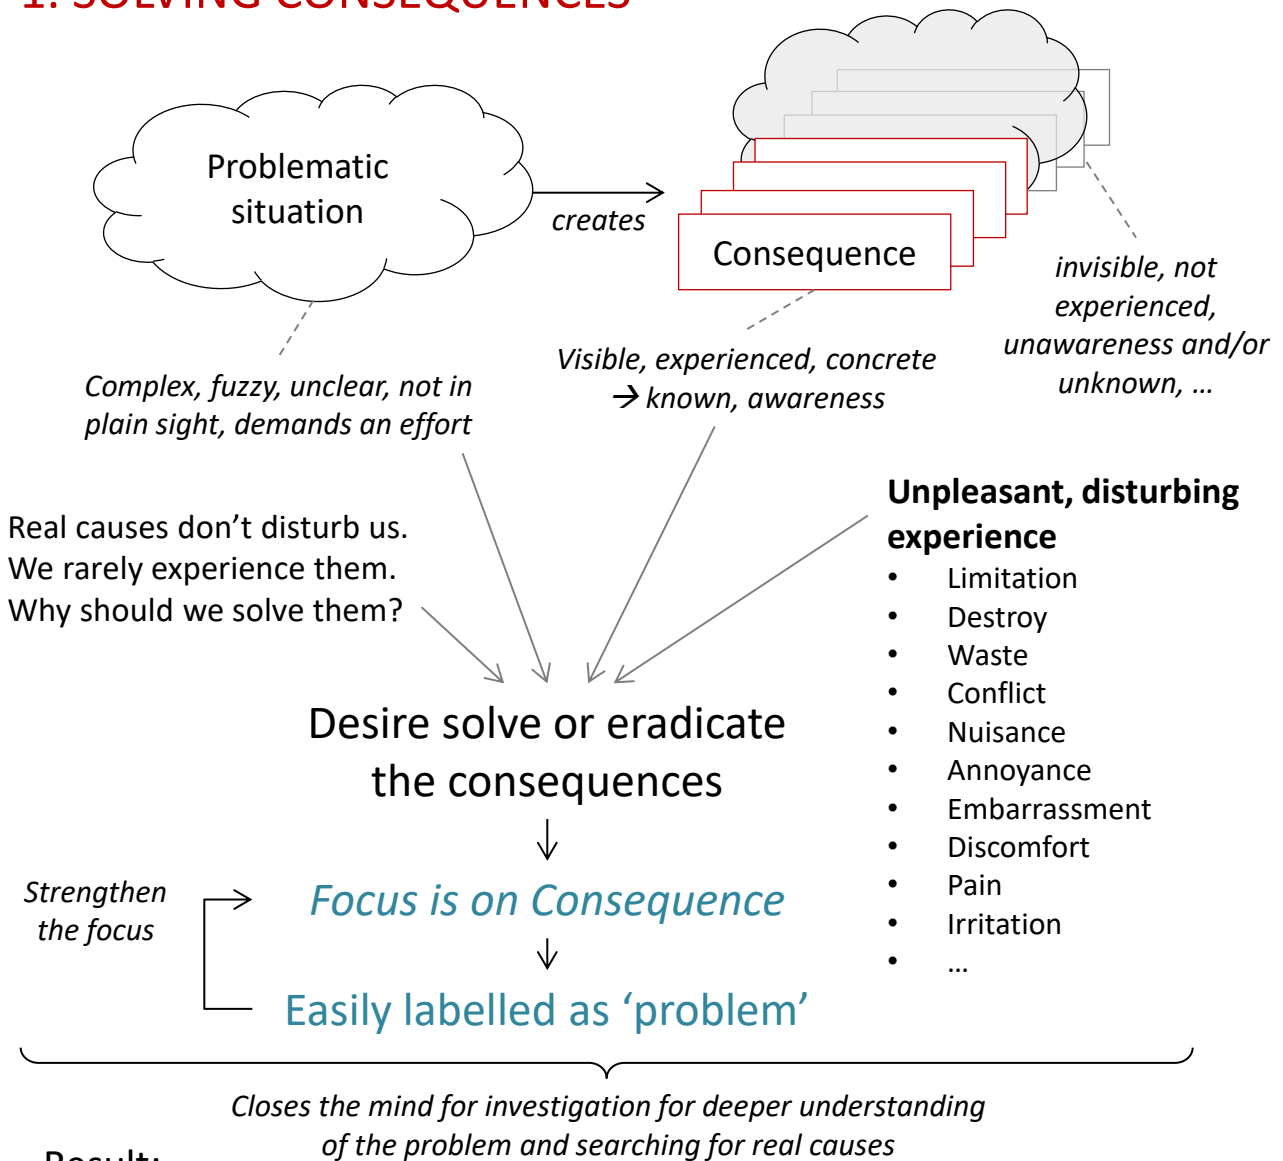 1. SOLVING CONSEQUENCES
Problematic
situation
creates
Consequence
invisible, not
experienced,
unawareness and/or
unknown, …
Visible, experienced, concrete
→ known, awareness
Complex, fuzzy, unclear, not in
plain sight, demands an effort
Real causes don’t disturb us.
We rarely experience them.
Why should we solve them?
Unpleasant, disturbing
experience
• Limitation
• Destroy
• Waste
• Conflict
• Nuisance
• Annoyance
• Embarrassment
• Discomfort
• Pain
• Irritation
• …
Desire solve or eradicate
the consequences
Strengthen
the focus
Focus is on Consequence
Easily labelled as ‘problem’
Closes the mind for investigation for deeper understanding
of the problem and searching for real causes
Result: